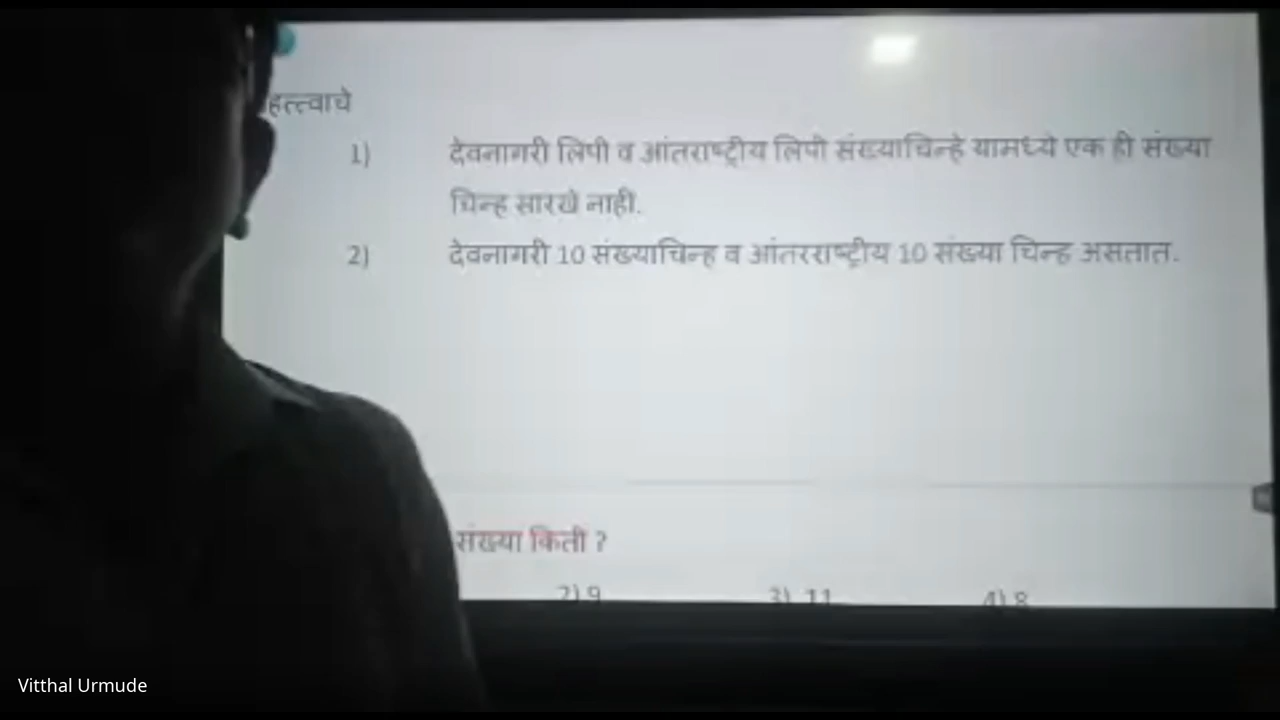 हत्त्वाचे
1) देवनागरी लिपी व आंतराष्ट्रीय लिपी संख्याचिन्हे यामध्ये एक ही संख्या
चिन्ह सारखे नाही.
2) देवनागरी 10 संख्याचिन्ह व आंतरराष्ट्रीय 10 संख्या चिन्ह असतात.
संख्या किती ?
2) 9 3) 11 4) 8
Vitthal Urmude